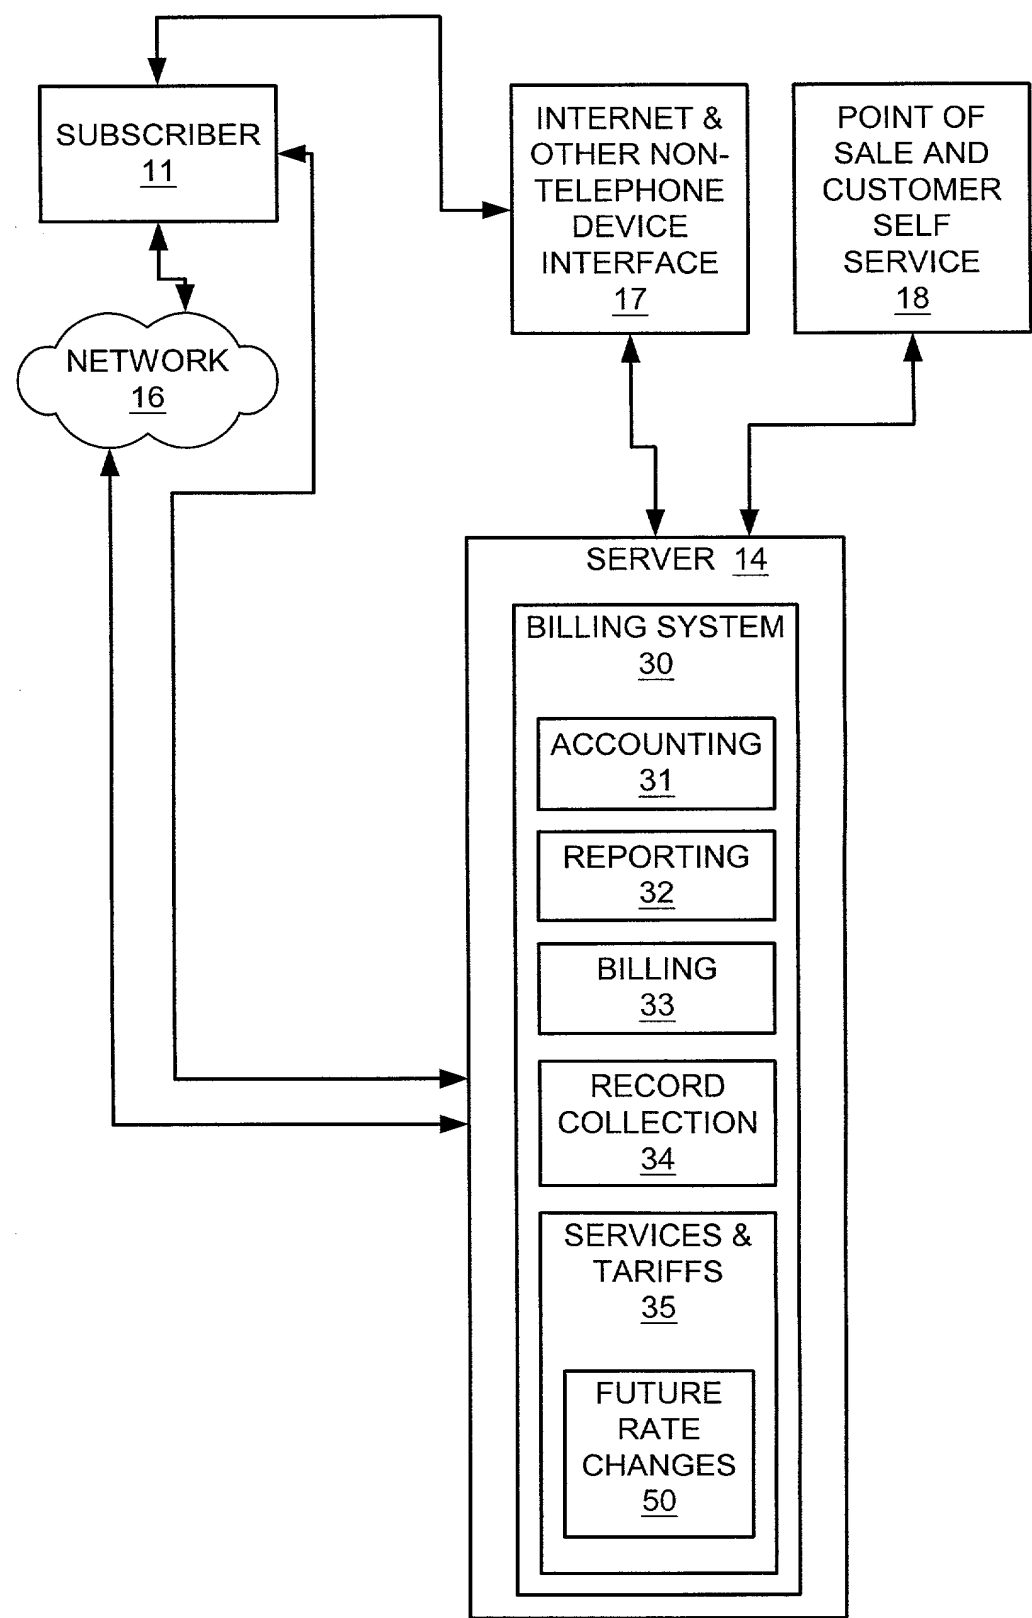 SUBSCRIBER
11
INTERNET &
OTHER NON-
TELEPHONE
DEVICE
INTERFACE
17
POINT OF
SALE AND
CUSTOMER
SELF
SERVICE
18
NETWORK
16
SERVER 14
BILLING SYSTEM
30
ACCOUNTING
31
REPORTING
32
BILLING
33
RECORD
COLLECTION
34
SERVICES &
TARIFFS
35
FUTURE
RATE
CHANGES
50